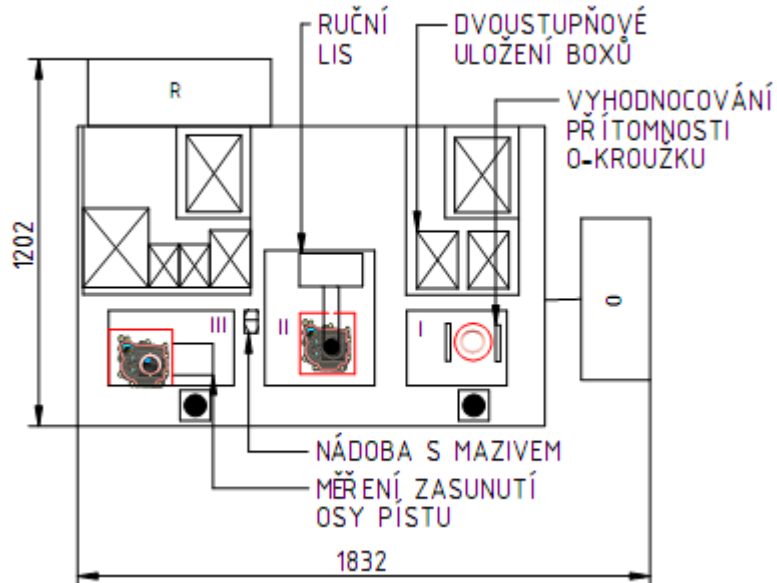 RUČNÍ
LIS
DVOUSTUPŇOVÉ
ULOŽENÍ BOXŮ
VYHODNOCOVÁNÍ
PŘÍTOMNOSTI
O-KROUŽKU
R
1202
O
III
II
I
NÁDOBA S MAZIVEM
MĚŘENÍ ZASUNUTÍ
OSY PÍSTU
1832